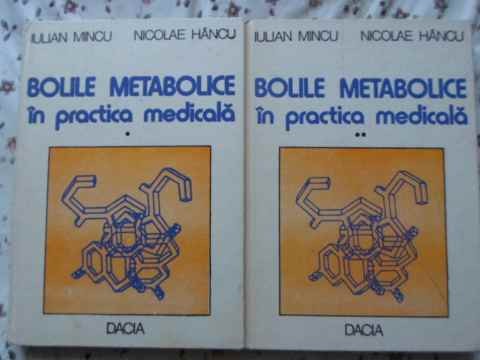 IULIAN MINCU NICOLAE HÂNCU
BOLILE METABOLICE
în practica medicală
*
DACIA
IULIAN MINCU NICOLAE HÂNCU
BOLILE METABOLICE
în practica medicală
**
DACIA